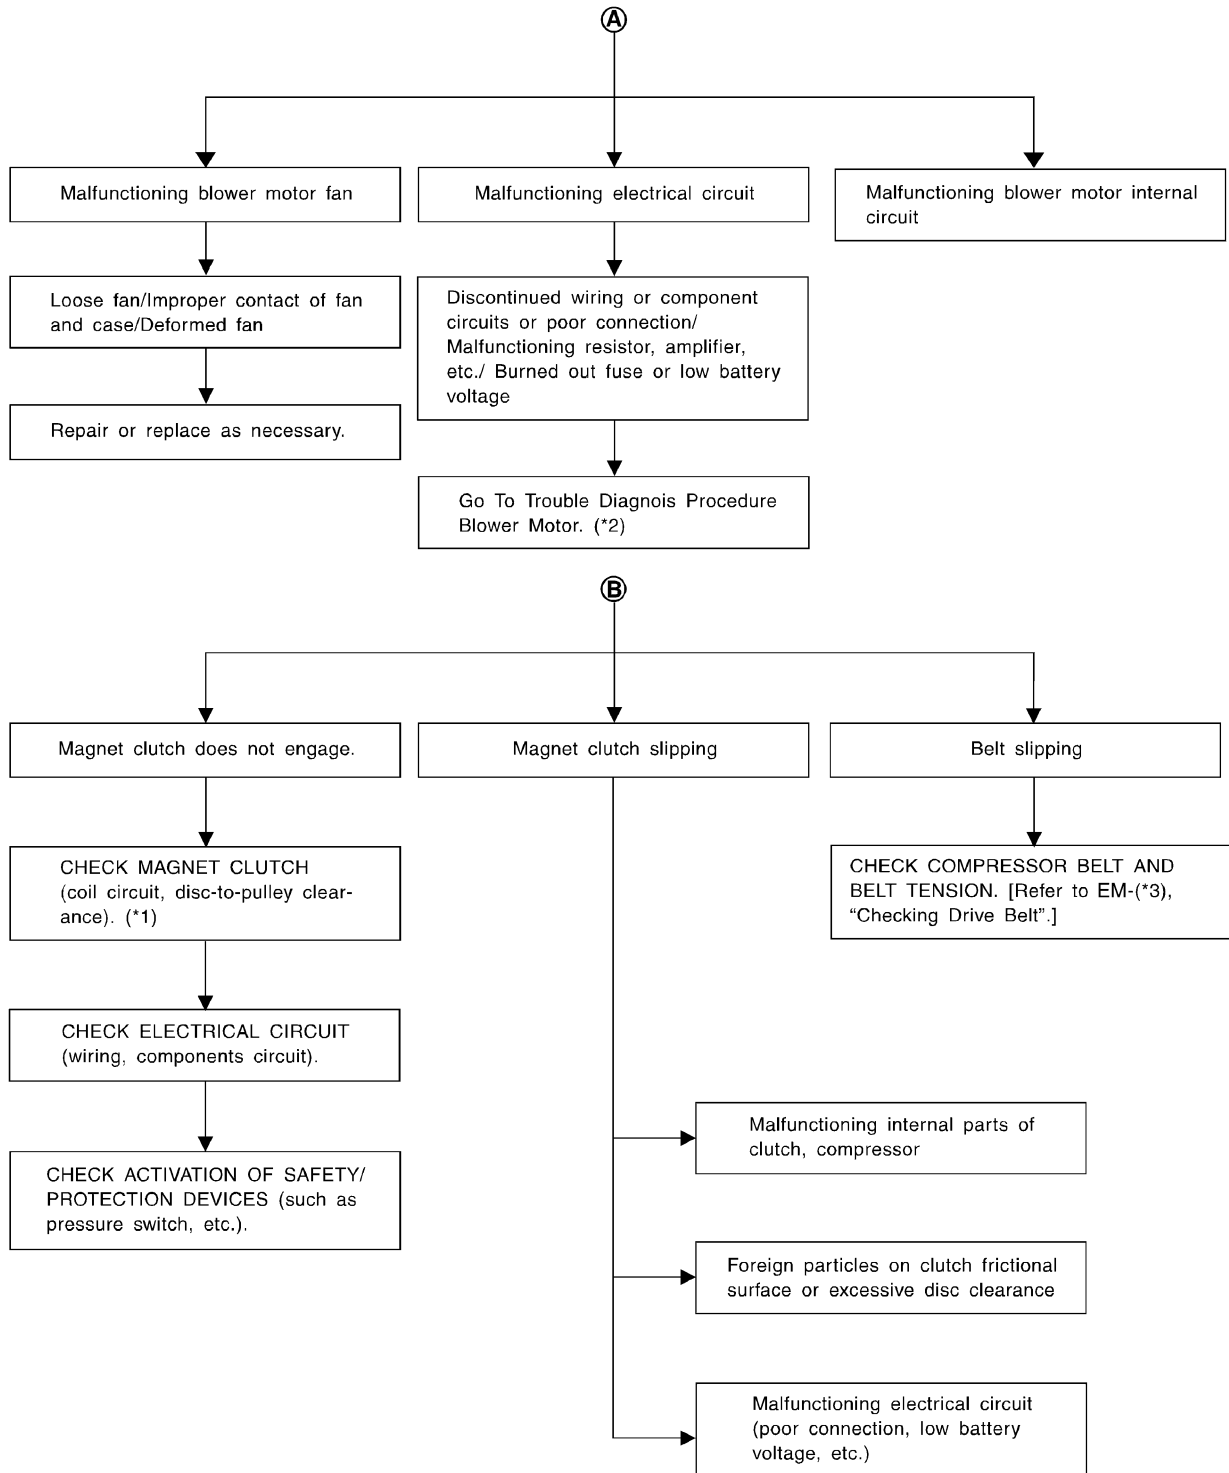 A
Malfunctioning blower motor fan
Malfunctioning electrical circuit
Malfunctioning blower motor internal
circuit
Loose fan/Improper contact of fan
and case/Deformed fan
Discontinued wiring or component
circuits or poor connection/
Malfunctioning resistor, amplifier,
etc./ Burned out fuse or low battery
voltage
Repair or replace as necessary.
Go To Trouble Diagnois Procedure
Blower Motor. (*2)
B
Magnet clutch does not engage.
Magnet clutch slipping
Belt slipping
CHECK MAGNET CLUTCH
(coil circuit, disc-to-pulley clear-
ance). (*1)
CHECK COMPRESSOR BELT AND
BELT TENSION. [Refer to EM-(*3),
“Checking Drive Belt”.]
CHECK ELECTRICAL CIRCUIT
(wiring, components circuit).
CHECK ACTIVATION OF SAFETY/
PROTECTION DEVICES (such as
pressure switch, etc.).
Malfunctioning internal parts of
clutch, compressor
Foreign particles on clutch frictional
surface or excessive disc clearance
Malfunctioning electrical circuit
(poor connection, low battery
voltage, etc.)